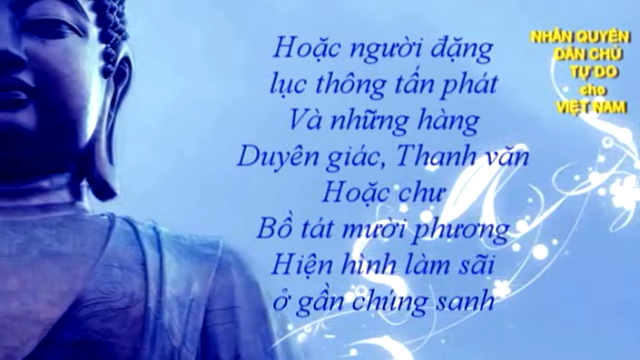 Hoặc người đặng
lục thông tấn phát
Và những hàng
Duyên giác, Thanh văn
Hoặc chư
Bồ tát mười phương
Hiện hình làm sãi
ở gần chúng sanh
NHÂN QUYỀN
DÂN CHỦ
TỰ DO
cho
VIỆT NAM